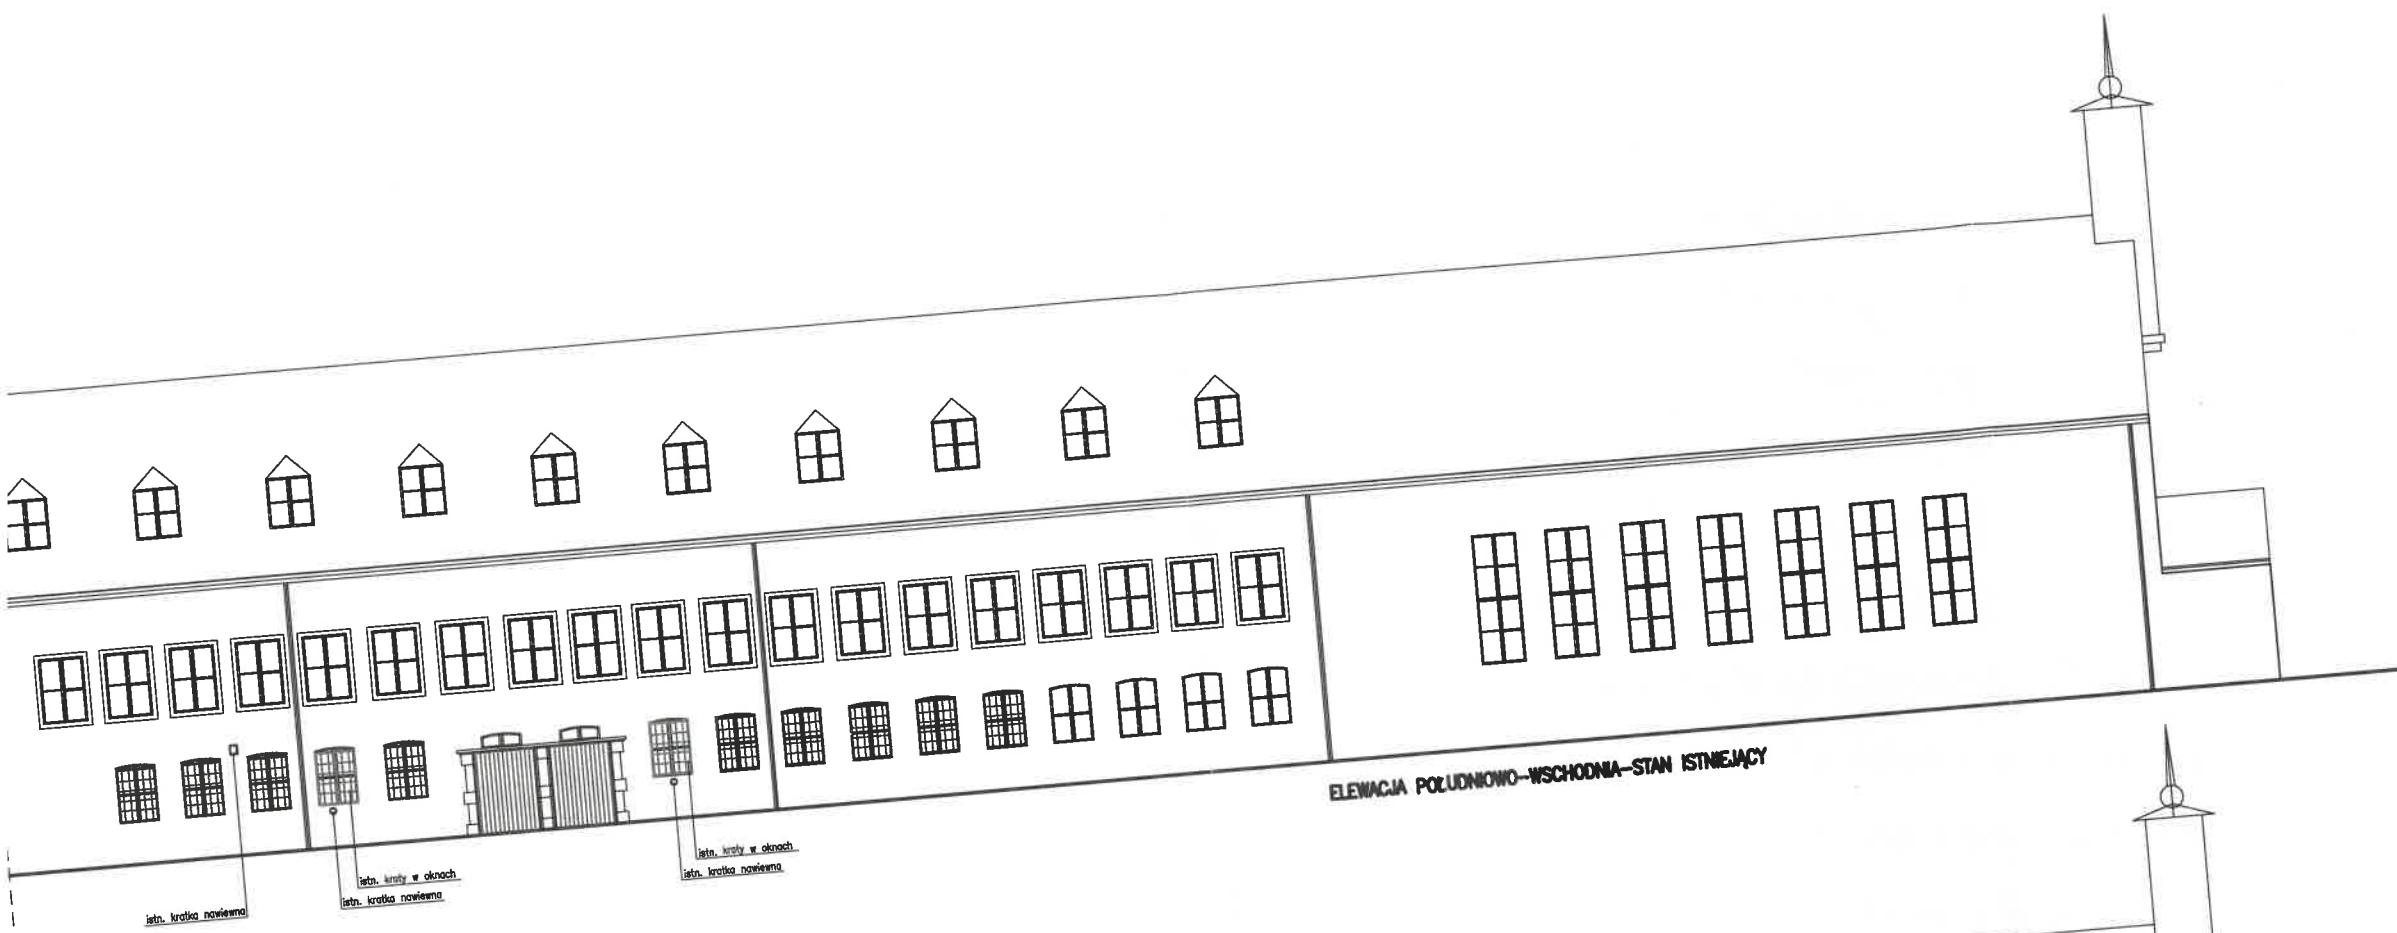 ELEWACJA POŁUDNIOWO-WSCHODNIA-STAN ISTNIEJĄCY
istn. kraty w oknach
istn. kratka nawiewna
istn. kraty w oknach
istn. kratka nawiewna
istn. kratka nawiewna